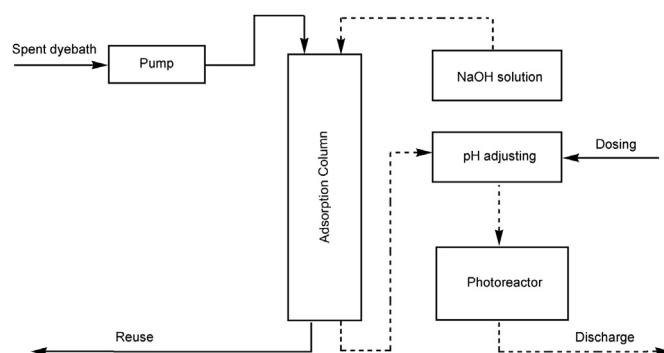 Spent dyebath
Pump
NaOH solution
Adsorption Column
pH adjusting
Dosing
Photoreactor
Reuse
Discharge